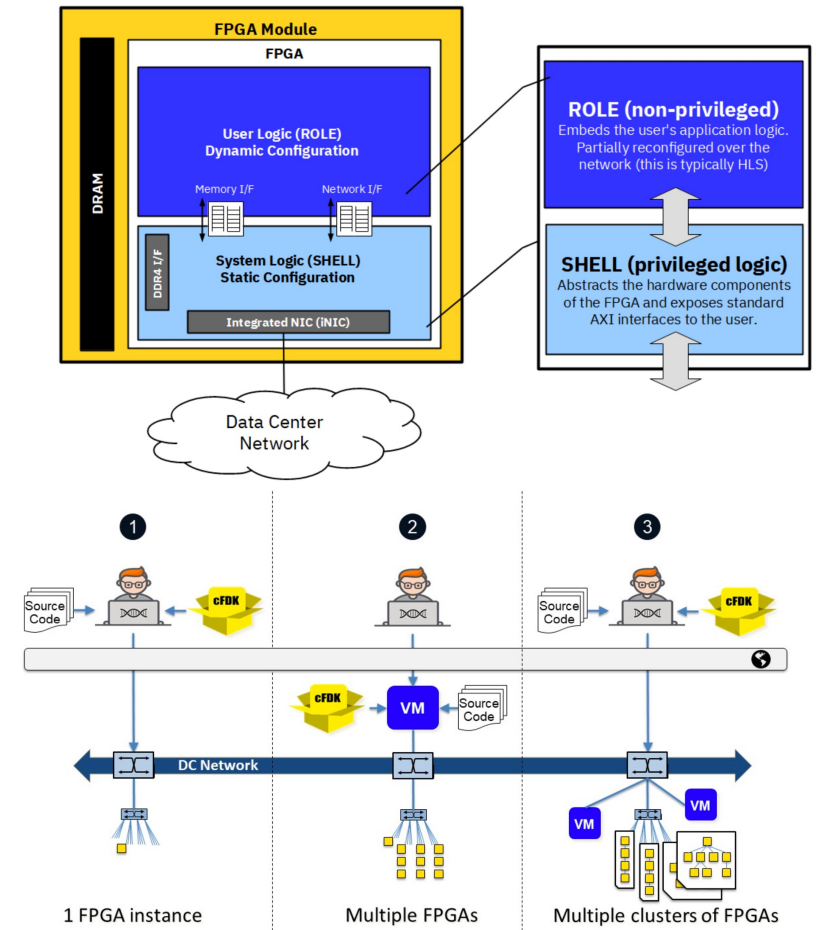 FPGA Module
FPGA
DRAM
User Logic (ROLE)
Dynamic Configuration
Memory I/F
Network I/F
DDR4 I/F
System Logic (SHELL)
Static Configuration
Integrated NIC (iNIC)
Data Center
Network
ROLE (non-privileged)
Embeds the user's application logic.
Partially reconfigured over the
network (this is typically HLS)
SHELL (privileged logic)
Abstracts the hardware components
of the FPGA and exposes standard
AXI interfaces to the user.
1
2
3
Source
Code
cFDK
Source
Code
cFDK
cFDK
VM
Source
Code
DC Network
VM
VM
1 FPGA instance
Multiple FPGAs
Multiple clusters of FPGAs